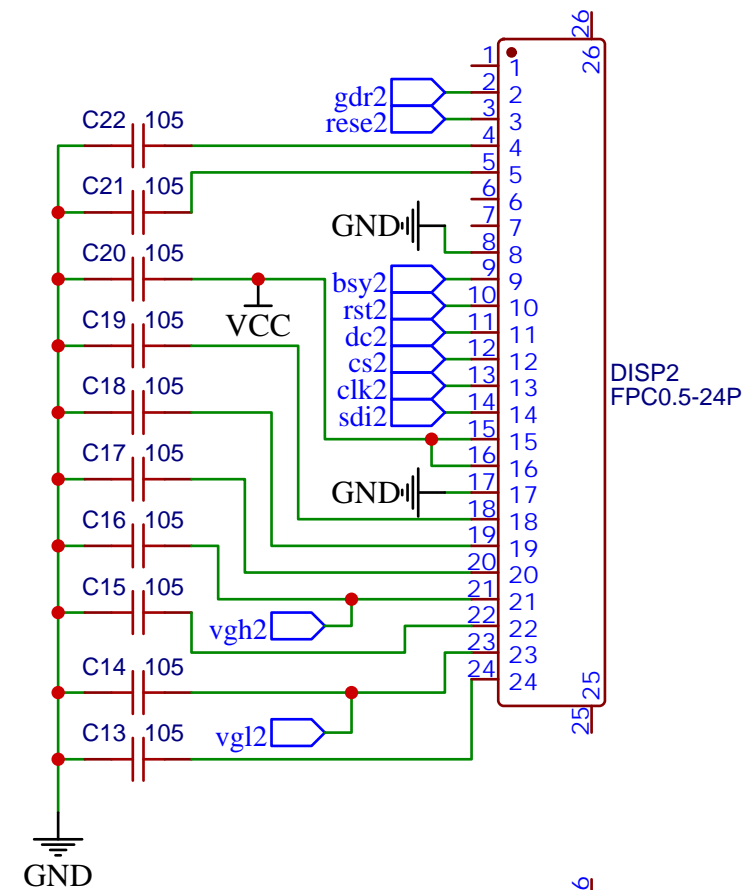 26
26
1
1
2
2
gdr2
3
3
rese2
C22 105
4
4
5
5
C21 105
6
6
7
7
GND
8
8
C20 105
9
9
bsy2
10
10
rst2
VCC
C19 105
11
11
dc2
12
12
cs2
13
13
clk2
DISP2
FPC0.5-24P
C18 105
14
14
sdi2
15
15
C17 105
16
16
17
17
GND
18
18
C16 105
19
19
20
20
C15 105
21
21
vgh2
22
22
23
23
C14 105
24
24
25
25
C13 105
vgl2
GND
6